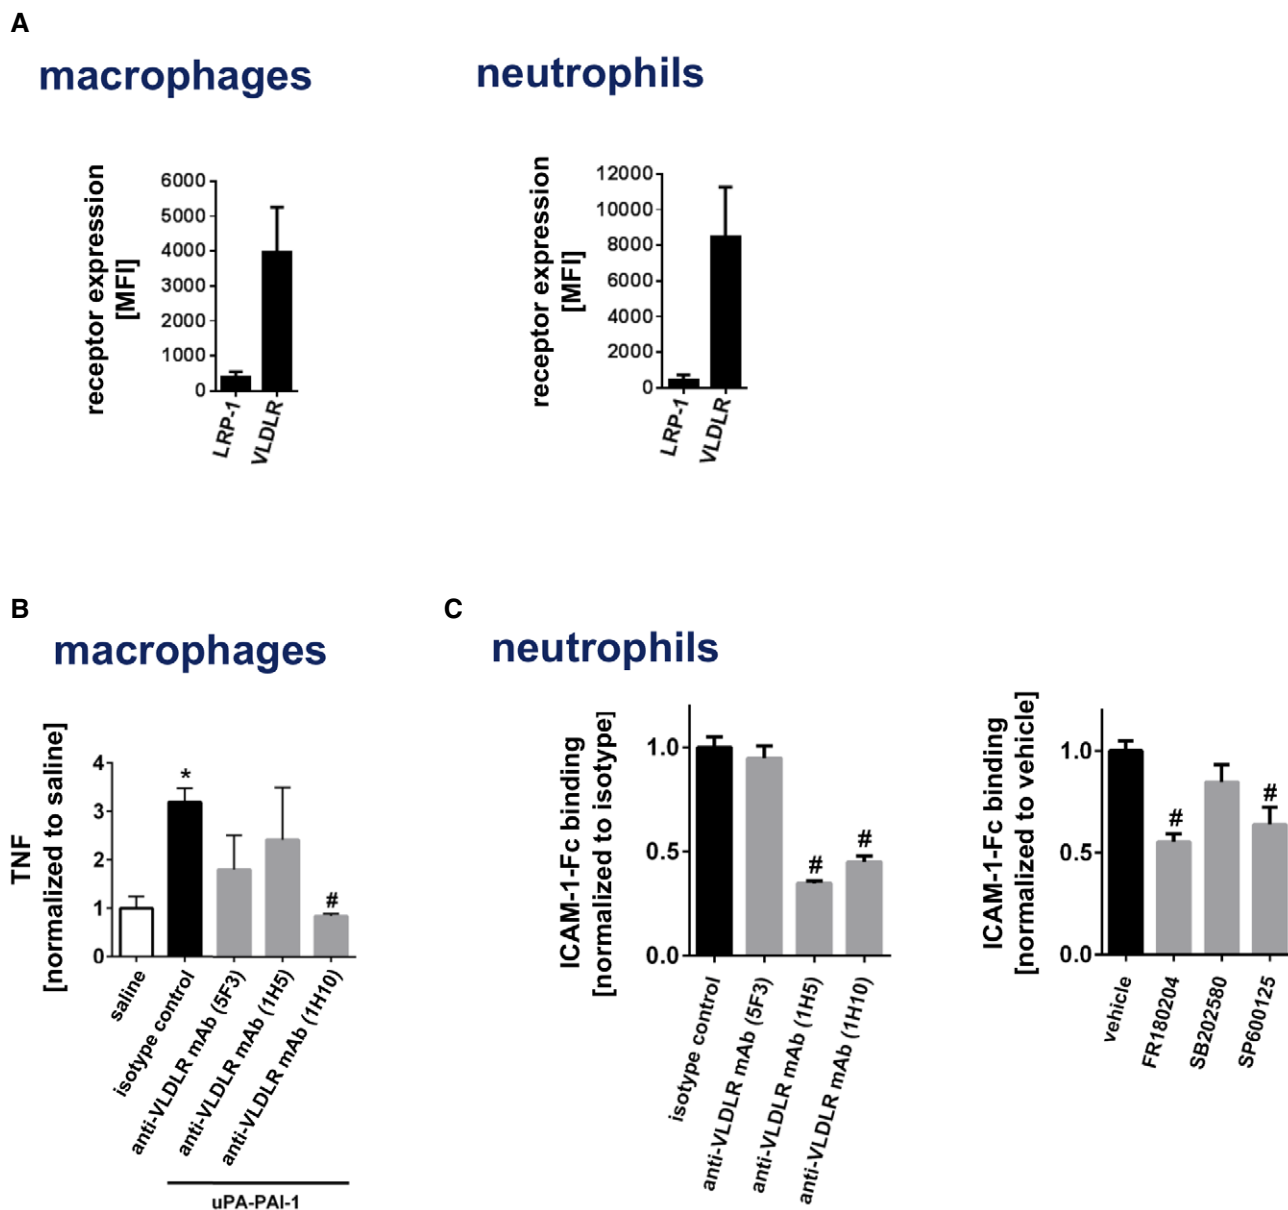 A
macrophages
neutrophils
receptor expression
[MFI]
6000
5000
4000
3000
2000
1000
0
LRP-1
VLDLR
receptor expression
[MFI]
12000
10000
8000
6000
4000
2000
0
LRP-1
VLDLR
B
macrophages
TNF
[normalized to saline]
4
3
2
1
0
*
#
saline
isotype control
anti-VLDLR mAb (5F3)
anti-VLDLR mAb (1H5)
anti-VLDLR mAb (1H10)
uPA-PAI-1
C
neutrophils
ICAM-1-Fc binding
[normalized to isotype]
1.0
0.5
0.0
#
#
isotype control
anti-VLDLR mAb (5F3)
anti-VLDLR mAb (1H5)
anti-VLDLR mAb (1H10)
ICAM-1-Fc binding
[normalized to vehicle]
1.0
0.5
0.0
#
#
vehicle
FR180204
SB202580
SP600125